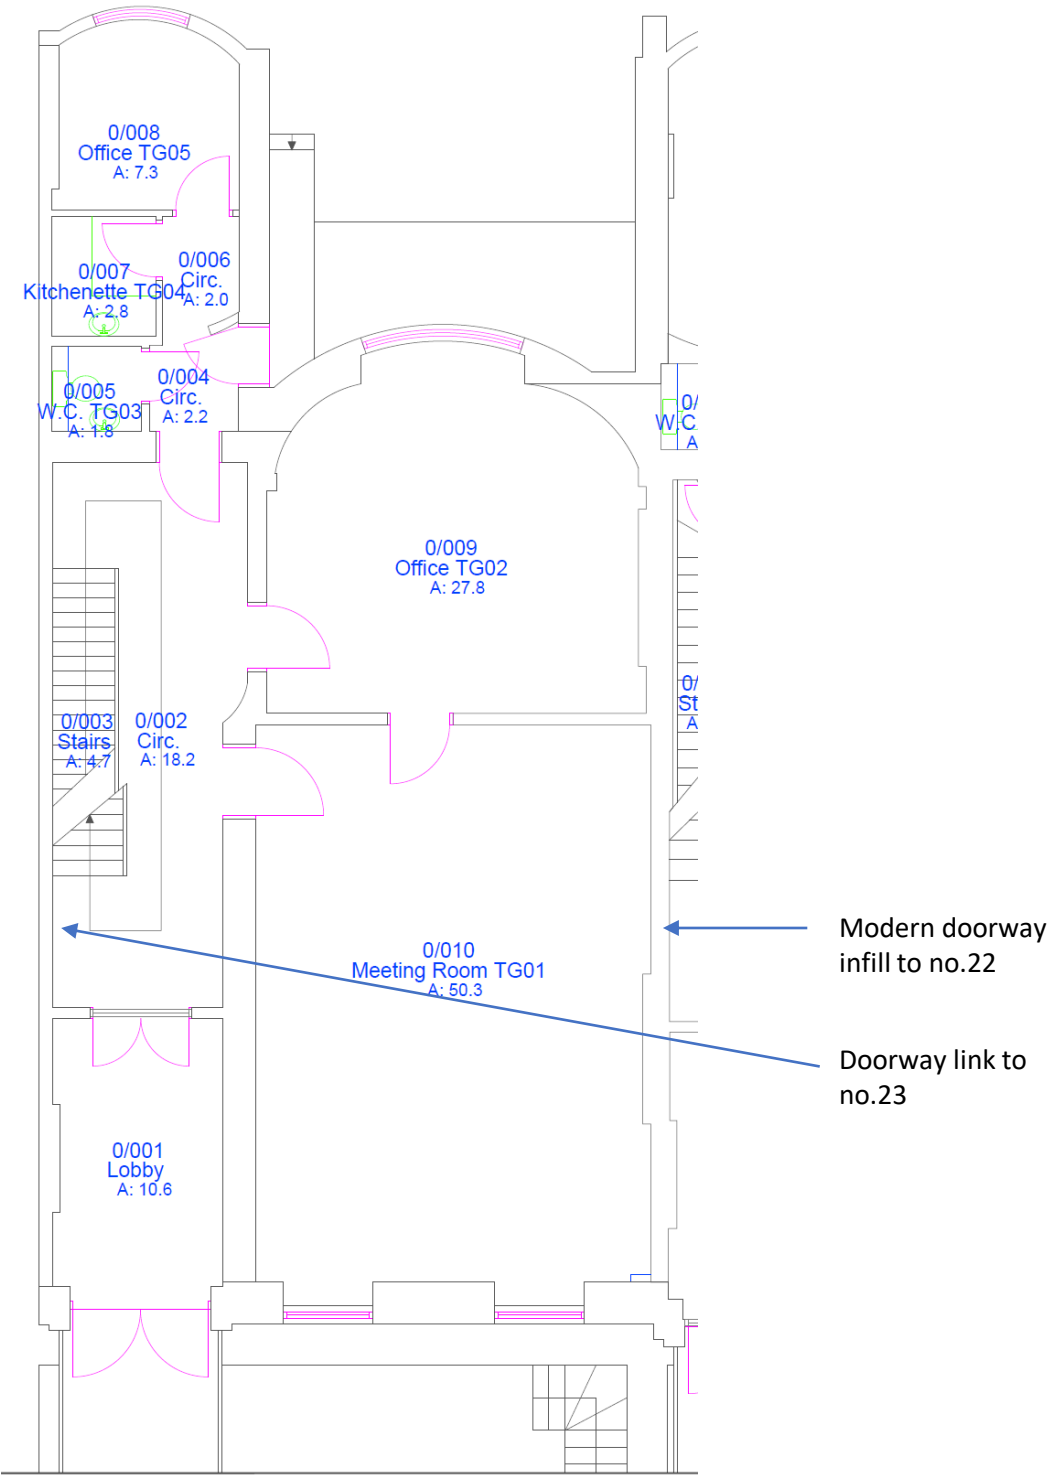 0/008
Office TG05
A: 7.3
0/006
Circ.
A: 2.0
0/007
Kitchenette TG04
A: 2.8
0/004
Circ.
A: 2.2
0/005
W.C. TG03
A: 1.8
0/
W.C
A
0/009
Office TG02
A: 27.8
0/003
Stairs
A: 4.7
0/002
Circ.
A: 18.2
0/
St
A
0/010
Meeting Room TG01
A: 50.3
Modern doorway
infill to no.22
Doorway link to
no.23
0/001
Lobby
A: 10.6